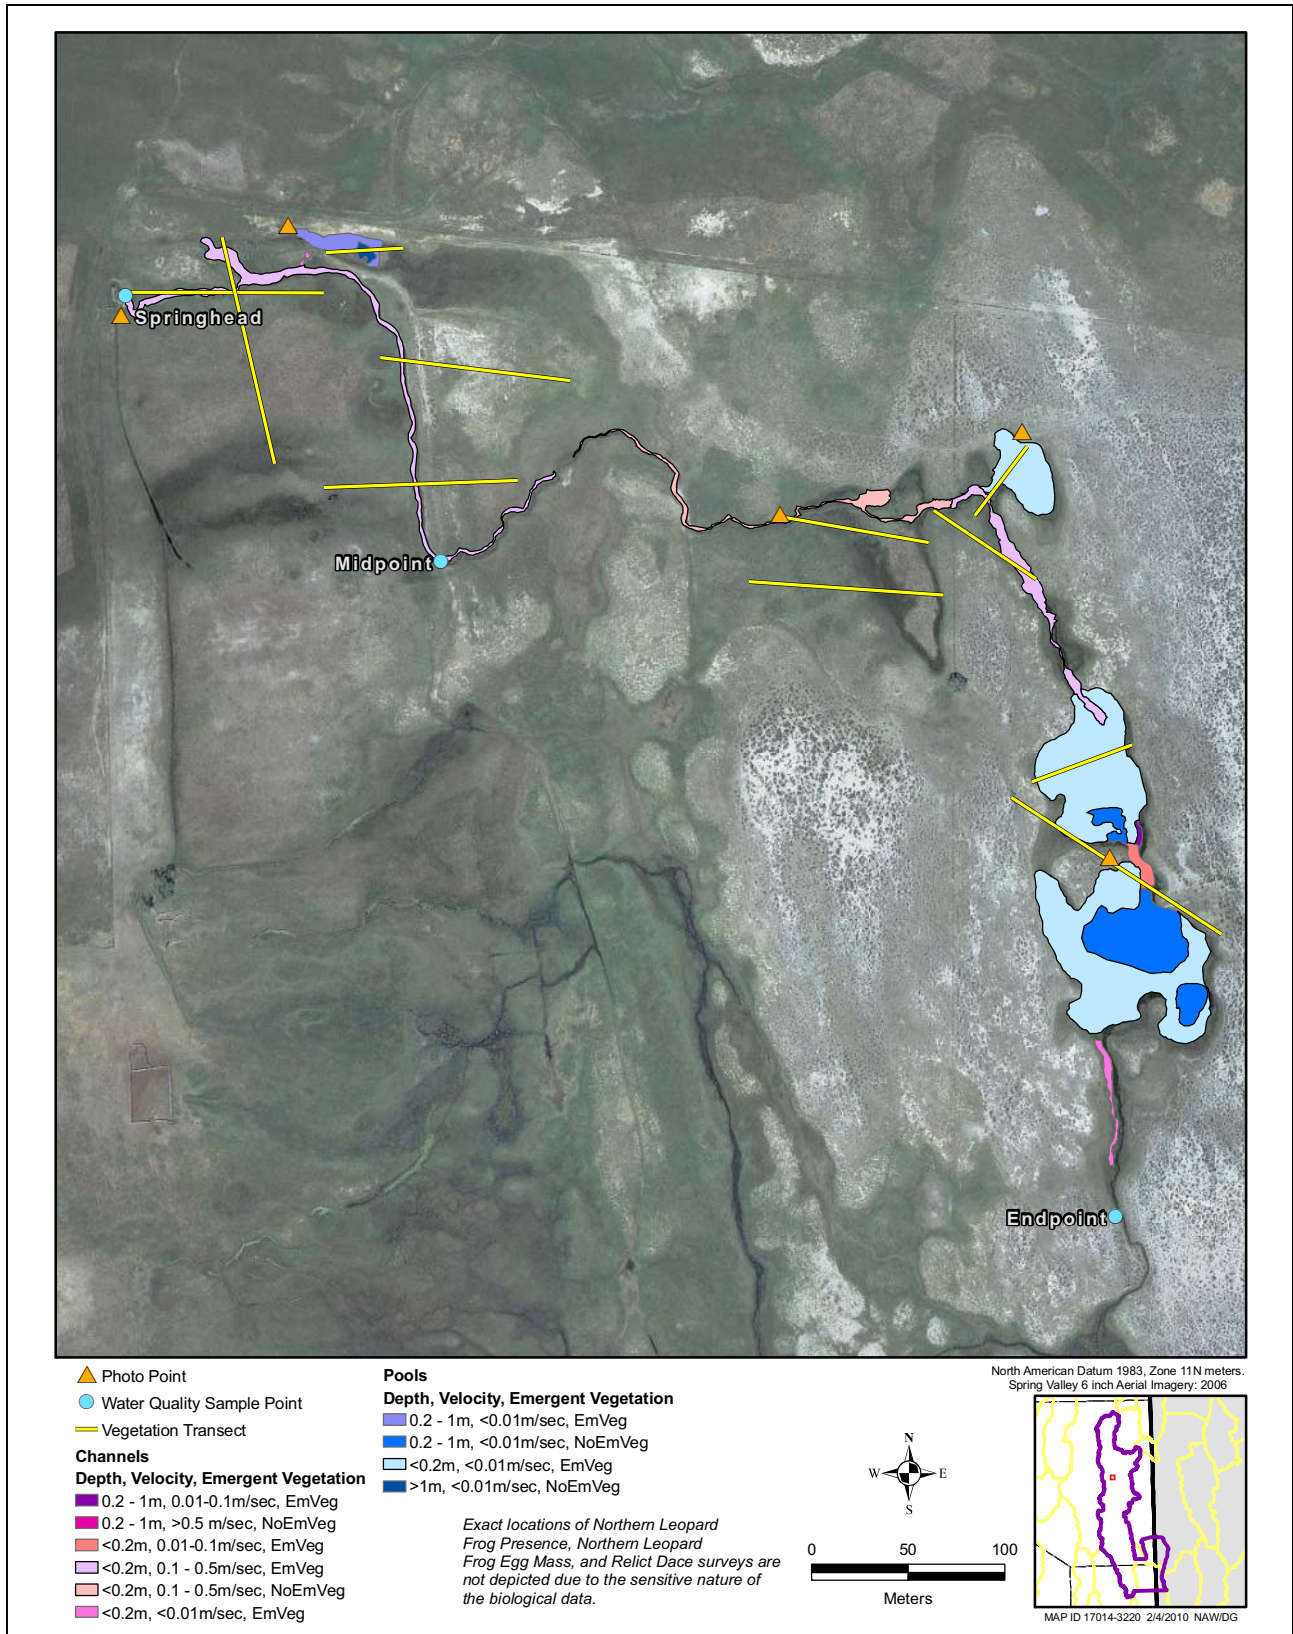 Springhead
Midpoint
Endpoint
Photo Point
Water Quality Sample Point
Vegetation Transect
Channels
Depth, Velocity, Emergent Vegetation
0.2 - 1m, 0.01-0.1m/sec, EmVeg
0.2 - 1m, >0.5 m/sec, NoEmVeg
<0.2m, 0.01-0.1m/sec, EmVeg
<0.2m, 0.1 - 0.5m/sec, EmVeg
<0.2m, 0.1 - 0.5m/sec, NoEmVeg
<0.2m, <0.01m/sec, EmVeg
Pools
Depth, Velocity, Emergent Vegetation
0.2 - 1m, <0.01m/sec, EmVeg
0.2 - 1m, <0.01m/sec, NoEmVeg
<0.2m, <0.01m/sec, EmVeg
>1m, <0.01m/sec, NoEmVeg
Exact locations of Northern Leopard
Frog Presence, Northern Leopard
Frog Egg Mass, and Relict Dace surveys are
not depicted due to the sensitive nature of
the biological data.
N
W E
S
0 50 100
Meters
North American Datum 1983, Zone 11N meters.
Spring Valley 6 inch Aerial Imagery: 2006
MAP ID 17014-3220 2/4/2010 NAW/DG